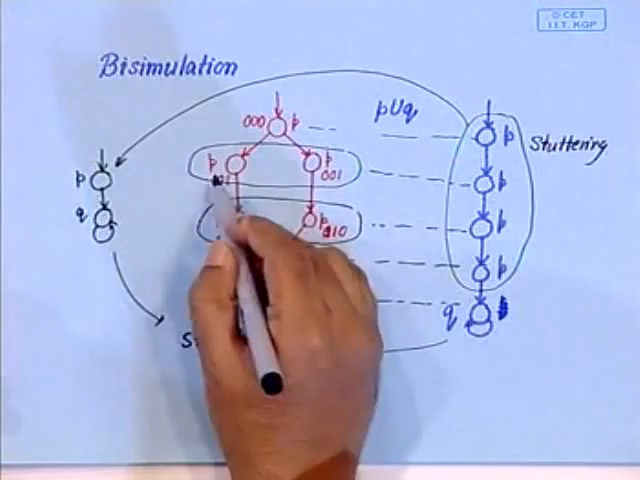 © CET
I.I.T. KGP
Bisimulation
pUq
000 p
p
Stuttering
p
p
001
p
p
q
p
010
p
p
q